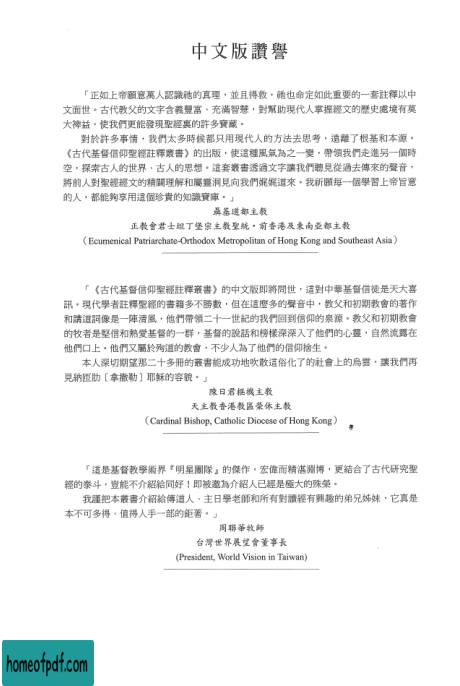 中文版讚譽
「正如上帝願意萬人認識祂的真理，並且得救，祂也命定如此重要的一套註釋以中
文面世。古代教父的文字含義豐富、充滿智慧，對幫助現代人掌握經文的歷史處境有莫
大裨益，使我們更能發現聖經裏的許多寶藏。
對於許多事情，我們太多時候都只用現代人的方法去思考，遠離了根基和本源。
《古代基督信仰聖經註釋叢書》的出版，使這種風氣為之一變，帶領我們走進另一個時
空，探索古人的世界、古人的思想。這套叢書透過文字讓我們聽見從過去傳來的聲音，
將前人對聖經經文的精闢理解和屬靈洞見向我們娓娓道來。我祈願每一個學習上帝旨意
的人，都能夠享用這個珍貴的知識寶庫。」
聶基道都主教
正教會君士坦丁堡宗主教聖統．前香港及東南亞都主教
(Ecumenical Patriarchate-Orthodox Metropolitan of Hong Kong and Southeast Asia)
「《古代基督信仰聖經註釋叢書》的中文版即將問世，這對中華基督信徒是天大喜
訊。現代學者註釋聖經的書籍多不勝數，但在這麼多的聲音中，教父和初期教會的著作
和講道詞像是一陣清風，他們帶領二十一世紀的我們回到信仰的泉源。教父和初期教會
的牧者是堅信和熱愛基督的一群，基督的說話和榜樣深深入了他們的心靈，自然流露在
他們口上。他們又屬於殉道的教會，不少人為了他們的信仰捨生。
本人深切期望那二十多冊的叢書能成功地吹散這俗化了的社會上的烏雲，讓我們再
見納匝肋〔拿撒勒〕耶穌的容貌。」
陳日君樞機主教
天主教香港教區榮休主教
(Cardinal Bishop, Catholic Diocese of Hong Kong)
「這是基督教學術界『明星團隊』的傑作，宏偉而精湛淵博，更結合了古代研究聖
經的泰斗，豈能不介紹給同好！即被邀為介紹人已經是極大的殊榮。
我謹把本叢書介紹給傳道人、主日學老師和所有對讀經有興趣的弟兄姊妹，它真是
本不可多得、值得人手一部的鉅著。」
周聯華牧師
台灣世界展望會董事長
(President, World Vision in Taiwan)
homeofpdf.com